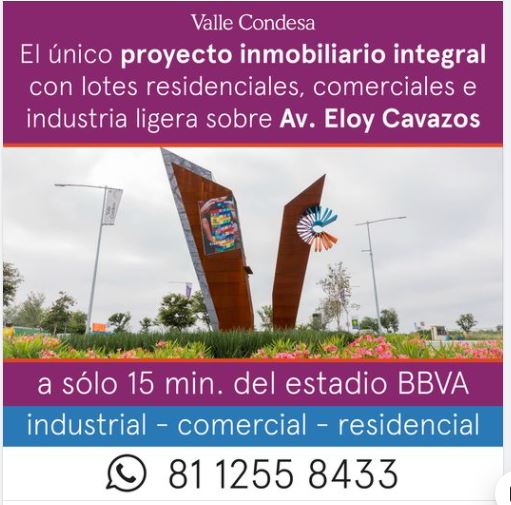 Valle Condesa
El único proyecto inmobiliario integral
con lotes residenciales, comerciales e
industria ligera sobre Av. Eloy Cavazos
a sólo 15 min. del estadio BBVA
industrial - comercial - residencial
81 1255 8433